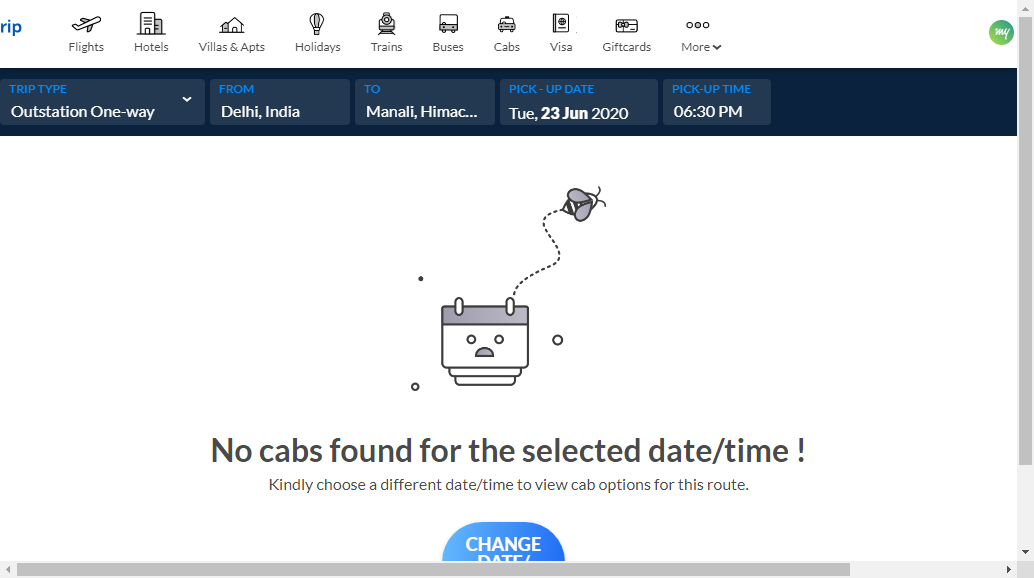 rip
Flights
Hotels
Villas & Apts
Holidays
Trains
Buses
Cabs
Visa
Giftcards
More
my
TRIP TYPE
Outstation One-way
FROM
Delhi, India
TO
Manali, Himac...
PICK - UP DATE
Tue, 23 Jun 2020
PICK-UP TIME
06:30 PM
No cabs found for the selected date/time !
Kindly choose a different date/time to view cab options for this route.
CHANGE
DATE/